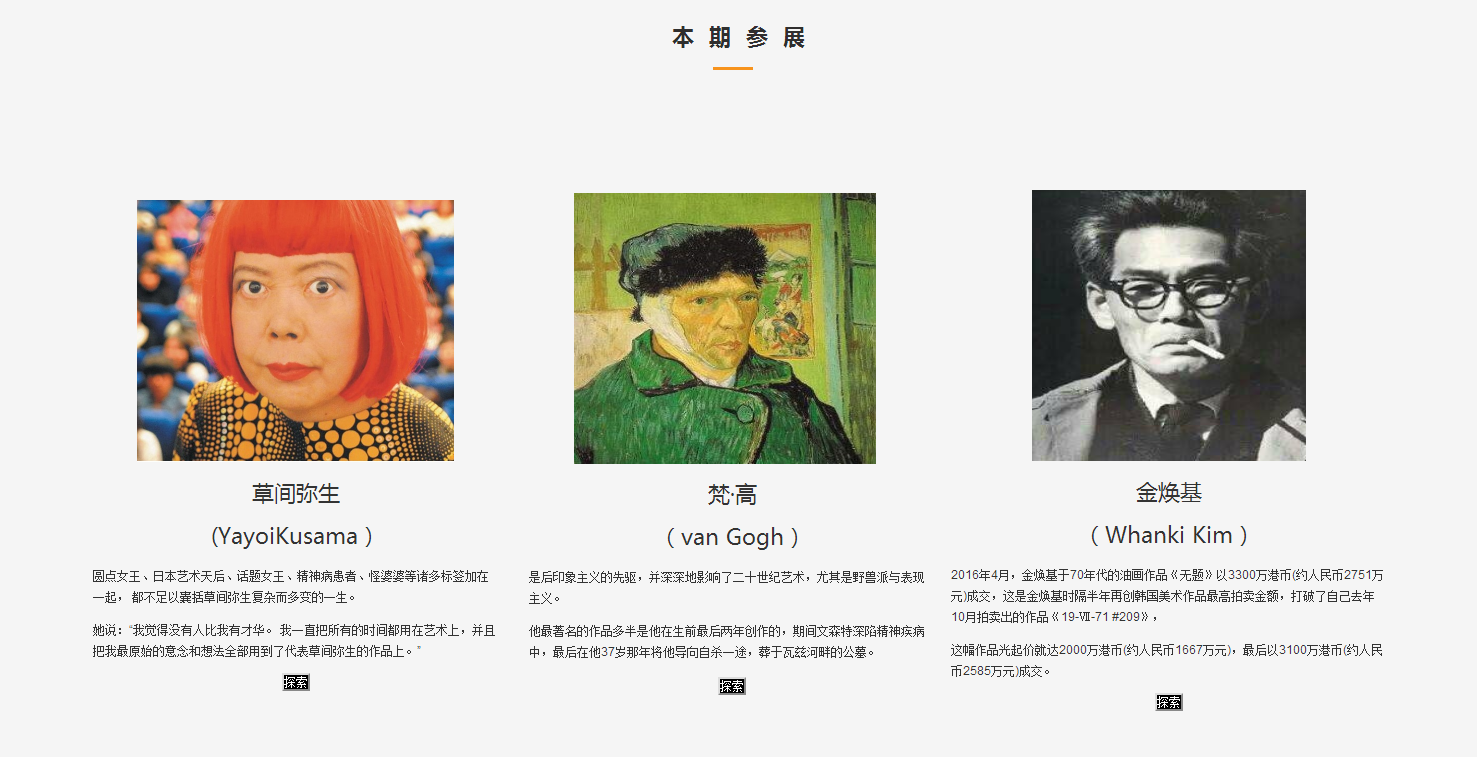 本期参展
草间弥生
(YayoiKusama )
圆点女王、日本艺术天后、话题女王、精神病患者、怪婆婆等诸多标签加在
一起， 都不足以囊括草间弥生复杂而多变的一生。
她说：“我觉得没有人比我有才华。 我一直把所有的时间都用在艺术上，并且
把我最原始的意念和想法全部用到了代表草间弥生的作品上。”
探索
梵·高
( van Gogh )
是后印象主义的先驱，并深深地影响了二十世纪艺术，尤其是野兽派与表现
主义。
他最著名的作品多半是他在生前最后两年创作的，期间文森特深陷精神疾病
中，最后在他37岁那年将他导向自杀一途，葬于瓦兹河畔的公墓。
探索
金焕基
( Whanki Kim )
2016年4月，金焕基于70年代的油画作品《无题》以3300万港币(约人民币2751万
元)成交，这是金焕基时隔半年再创韩国美术作品最高拍卖金额，打破了自己去年
10月拍卖出的作品《19-Ⅶ-71 #209》，
这幅作品光起价就达2000万港币(约人民币1667万元)，最后以3100万港币(约人民
币2585万元)成交。
探索